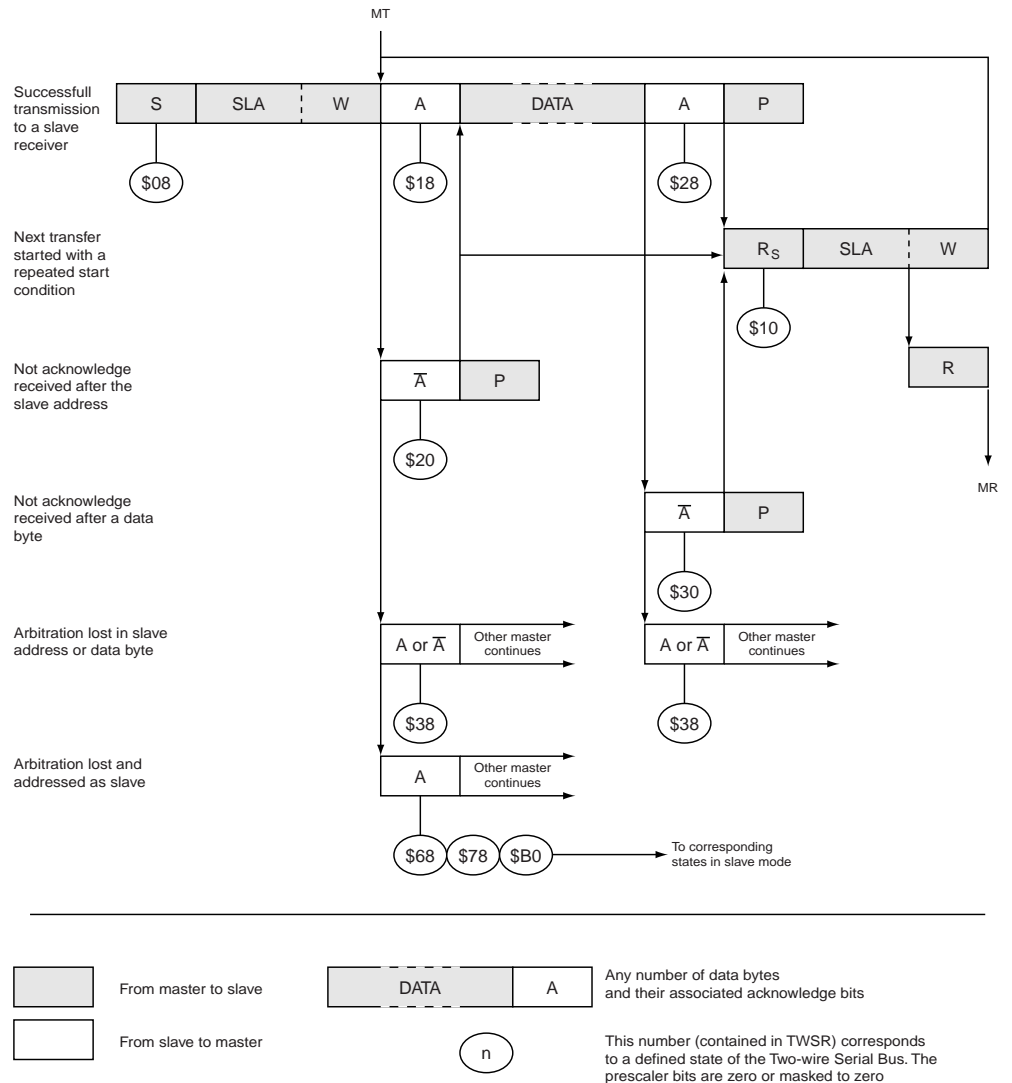 MT
Successfull
transmission
to a slave
receiver
S SLA W A DATA A P
$08 $18 $28
Next transfer
started with a
repeated start
condition
RS SLA W
$10
Not acknowledge
received after the
slave address
A̅ P
R
$20
MR
Not acknowledge
received after a data
byte
A̅ P
$30
Arbitration lost in slave
address or data byte
A or A̅
Other master
continues
A or A̅
Other master
continues
$38 $38
Arbitration lost and
addressed as slave
A
Other master
continues
$68 $78 $B0
To corresponding
states in slave mode
From master to slave
DATA A
Any number of data bytes
and their associated acknowledge bits
From slave to master
n
This number (contained in TWSR) corresponds
to a defined state of the Two-wire Serial Bus. The
prescaler bits are zero or masked to zero